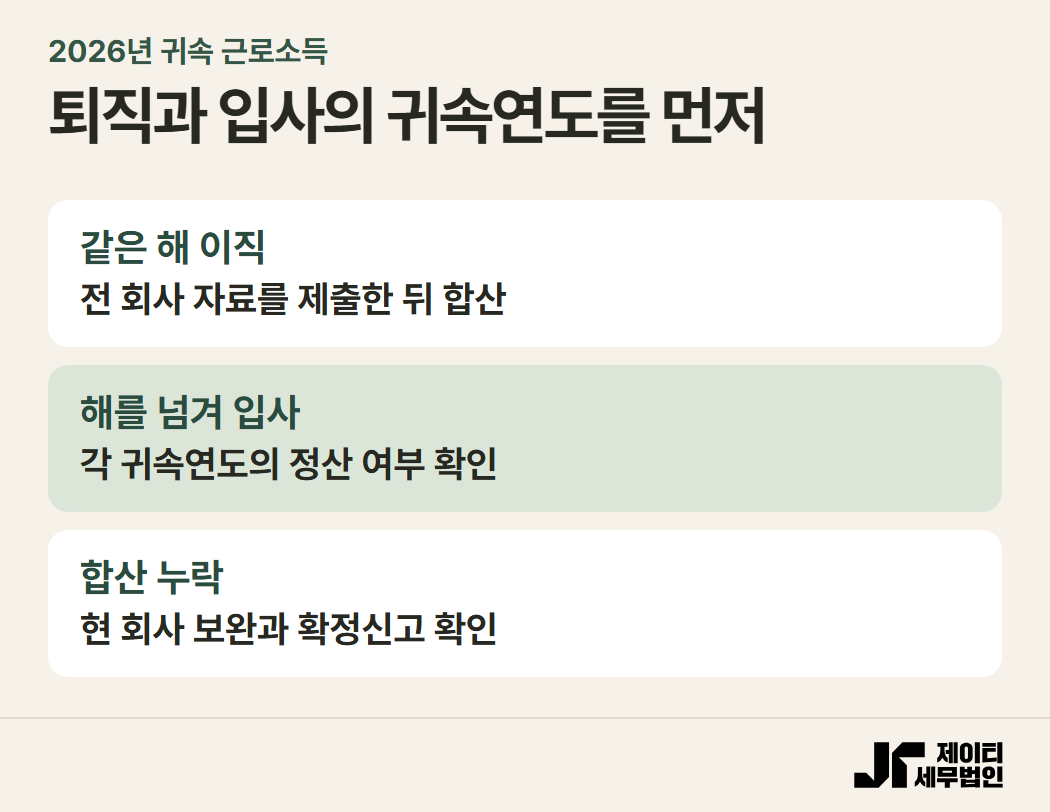 2026년 귀속 근로소득
퇴직과 입사의 귀속연도를 먼저
같은 해 이직
전 회사 자료를 제출한 뒤 합산
해를 넘겨 입사
각 귀속연도의 정산 여부 확인
합산 누락
현 회사 보완과 확정신고 확인
제이티
세무법인